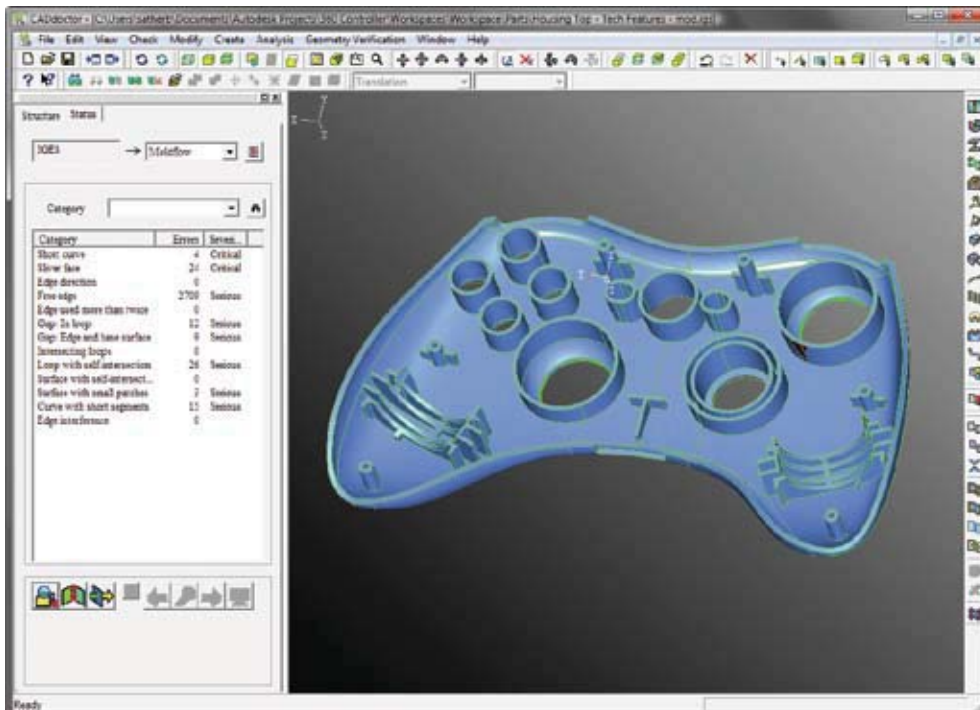 CADdoctor - [C:\Users\sathert\Documents\Autodesk Projects\360 Controller\Workspaces\Workspace\Parts\Housing Top - Tech Features - mod.igs]
File Edit View Check Modify Create Analysis Geometry Verification Window Help
Translation
Structure Status
IGES → Moldflow
Category
Category Errors Severi...
Short curve 4 Critical
Sliver face 24 Critical
Edge direction 0
Free edge Serious
Edge used more than twice 0
Gap: In loop 12 Serious
Gap: Edge and base surface 9 Serious
Intersecting loops 0
Loop with self-intersection 26 Serious
Surface with self-intersect... 0
Surface with small patches Serious
Curve with short segments 15 Serious
Edge interference 0
Ready